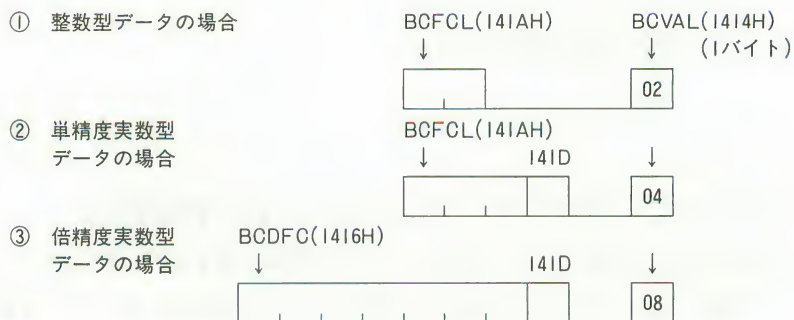 ① 整数型データの場合 BCFCL(141AH) BCVAL(1414H)
↓ ↓ (1バイト)
02
② 単精度実数型 BCFCL(141AH)
データの場合 ↓ 141D ↓
04
③ 倍精度実数型 BCDFC(1416H)
データの場合 ↓ 141D ↓
08